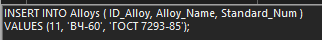 INSERT INTO Alloys ( ID_Alloy, Alloy_Name, Standard_Num )
VALUES (11, 'ВЧ-60', 'ГОСТ 7293-85');